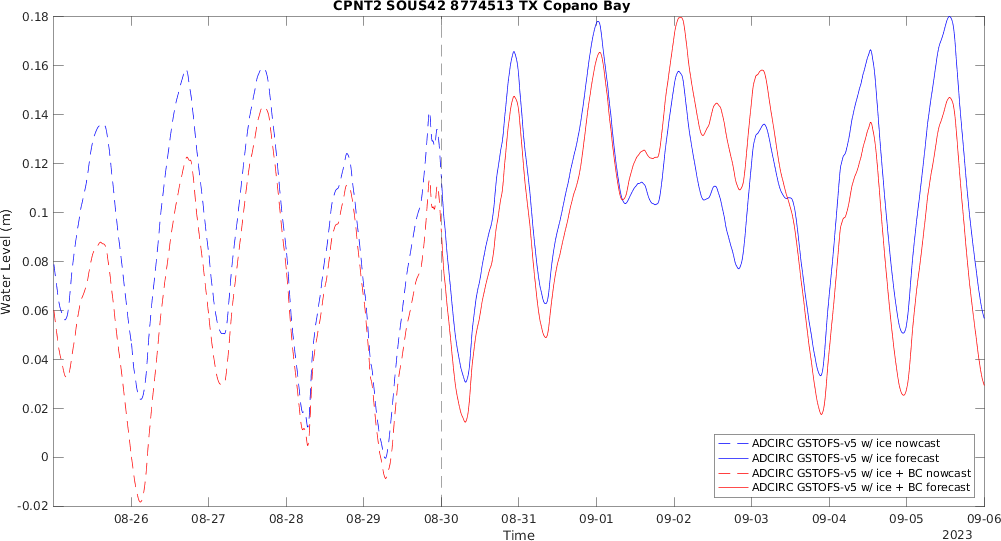 CPNT2 SOUS42 8774513 TX Copano Bay
0.18
0.16
0.14
0.12
0.1
0.08
0.06
0.04
0.02
0
-0.02
Water Level (m)
08-26 08-27 08-28 08-29 08-30 08-31 09-01 09-02 09-03 09-04 09-05 09-06
Time
2023
ADCIRC GSTOFS-v5 w/ ice nowcast
ADCIRC GSTOFS-v5 w/ ice forecast
ADCIRC GSTOFS-v5 w/ ice + BC nowcast
ADCIRC GSTOFS-v5 w/ ice + BC forecast